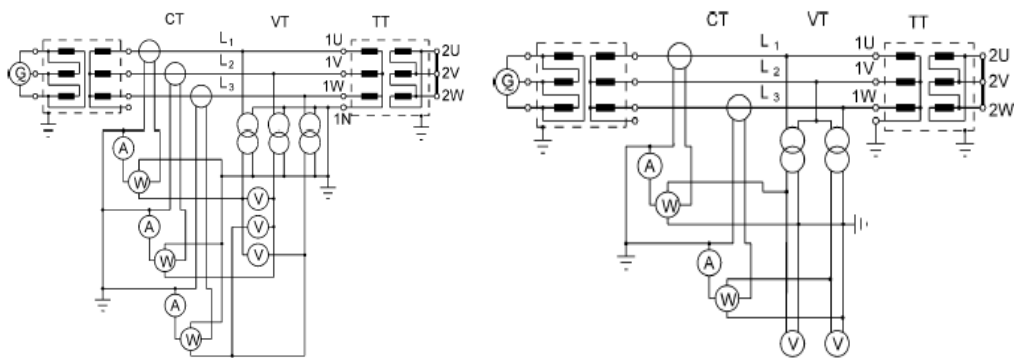 CT VT TT
L1 1U 2U
G L2 1V 2V
L3 1W 2W
1N
A
W V
A V
W V
A
W
CT VT TT
L1 1U 2U
G L2 1V 2V
L3 1W 2W
A
W
A
W
V V